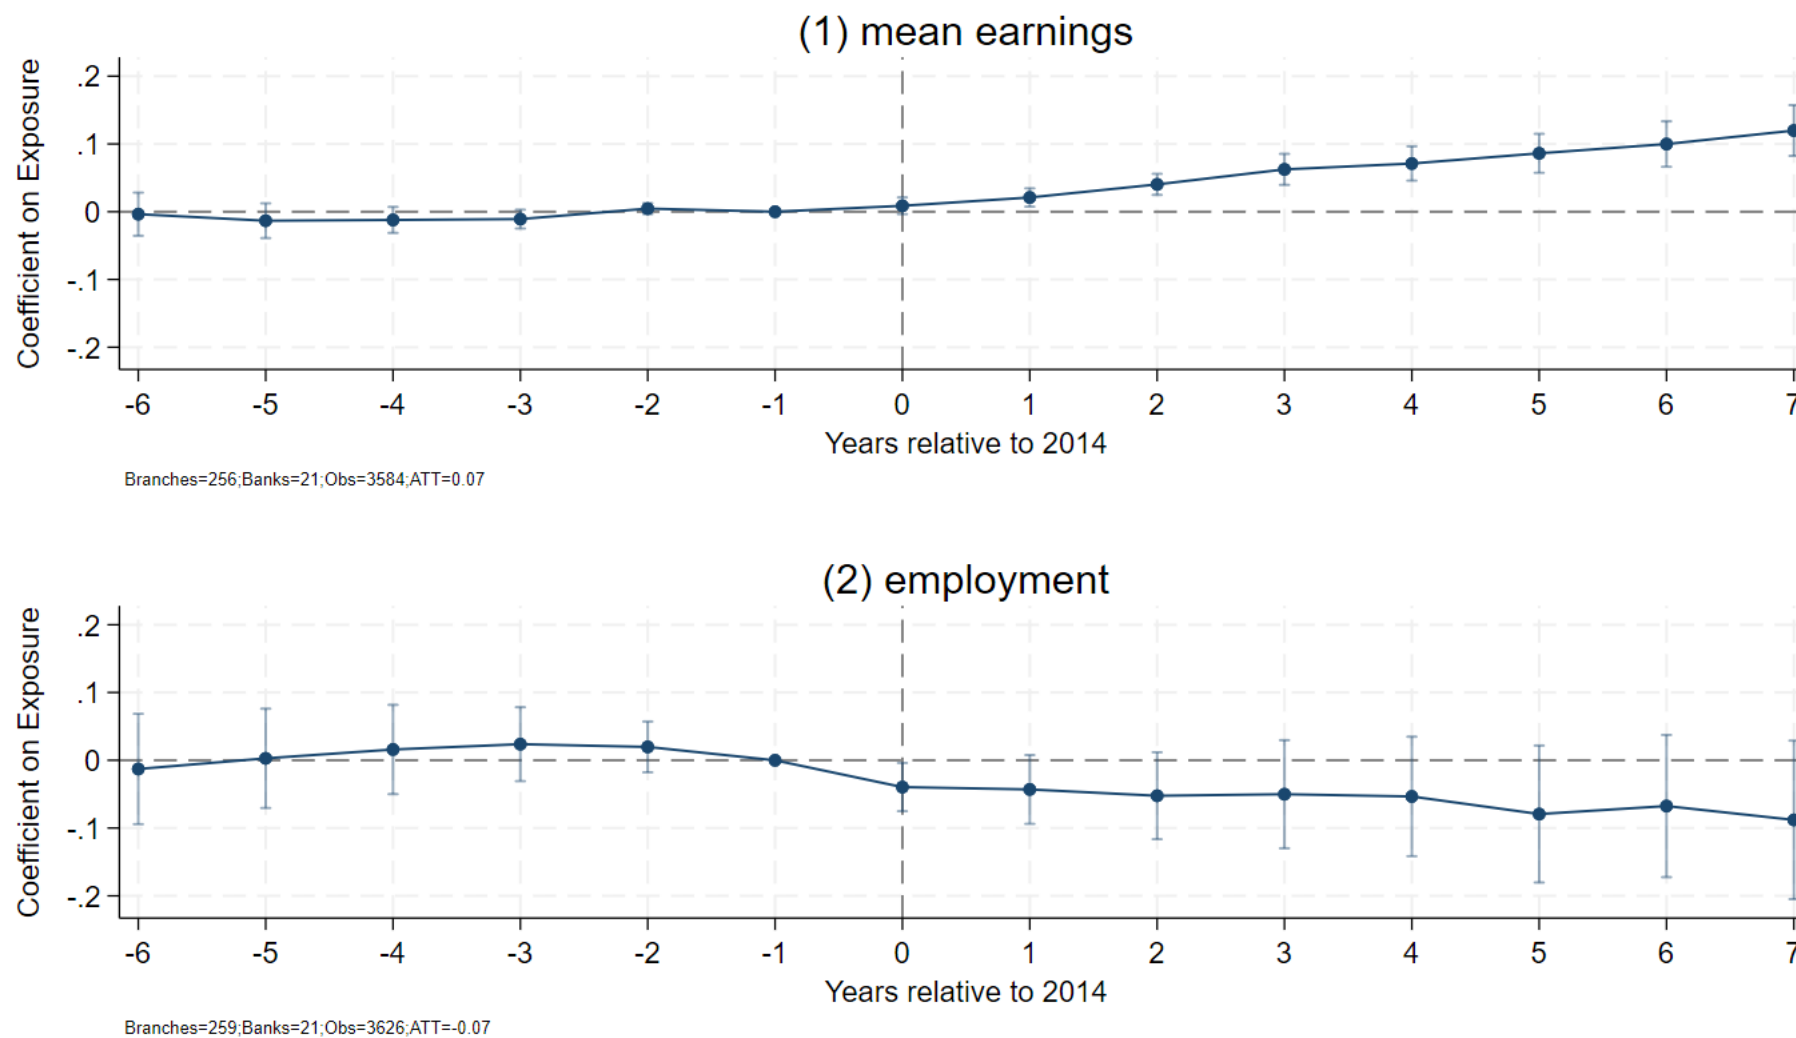 (1) mean earnings
Coefficient on Exposure
.2
.1
0
-.1
-.2
-6 -5 -4 -3 -2 -1 0 1 2 3 4 5 6 7
Years relative to 2014
Branches=256;Banks=21;Obs=3584;ATT=0.07
(2) employment
Coefficient on Exposure
.2
.1
0
-.1
-.2
-6 -5 -4 -3 -2 -1 0 1 2 3 4 5 6 7
Years relative to 2014
Branches=259;Banks=21;Obs=3626;ATT=-0.07